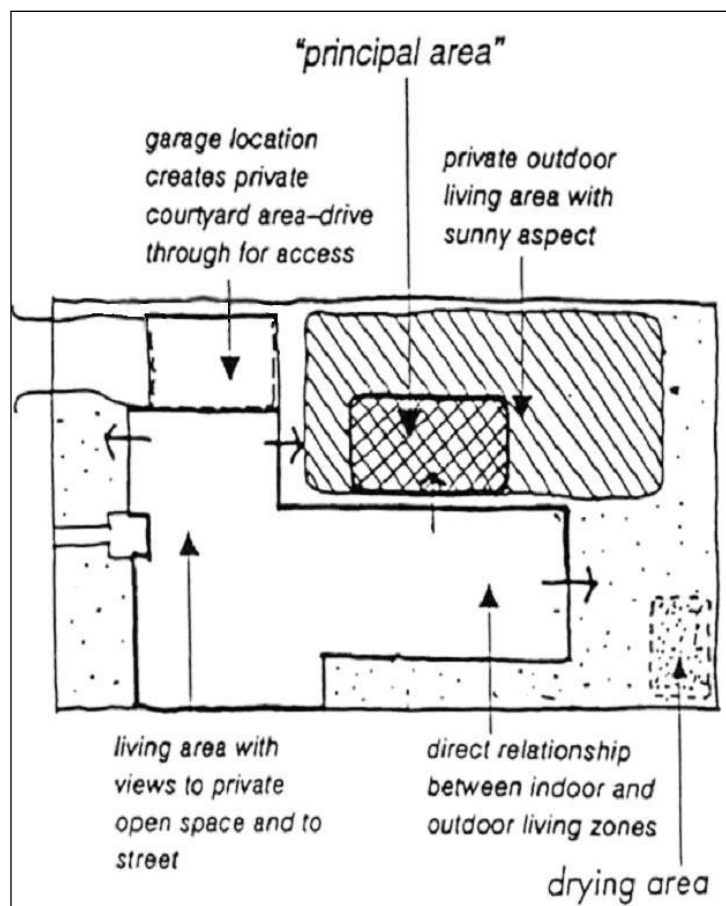 "principal area"
garage location
creates private
courtyard area–drive
through for access
private outdoor
living area with
sunny aspect
living area with
views to private
open space and to
street
direct relationship
between indoor and
outdoor living zones
drying area